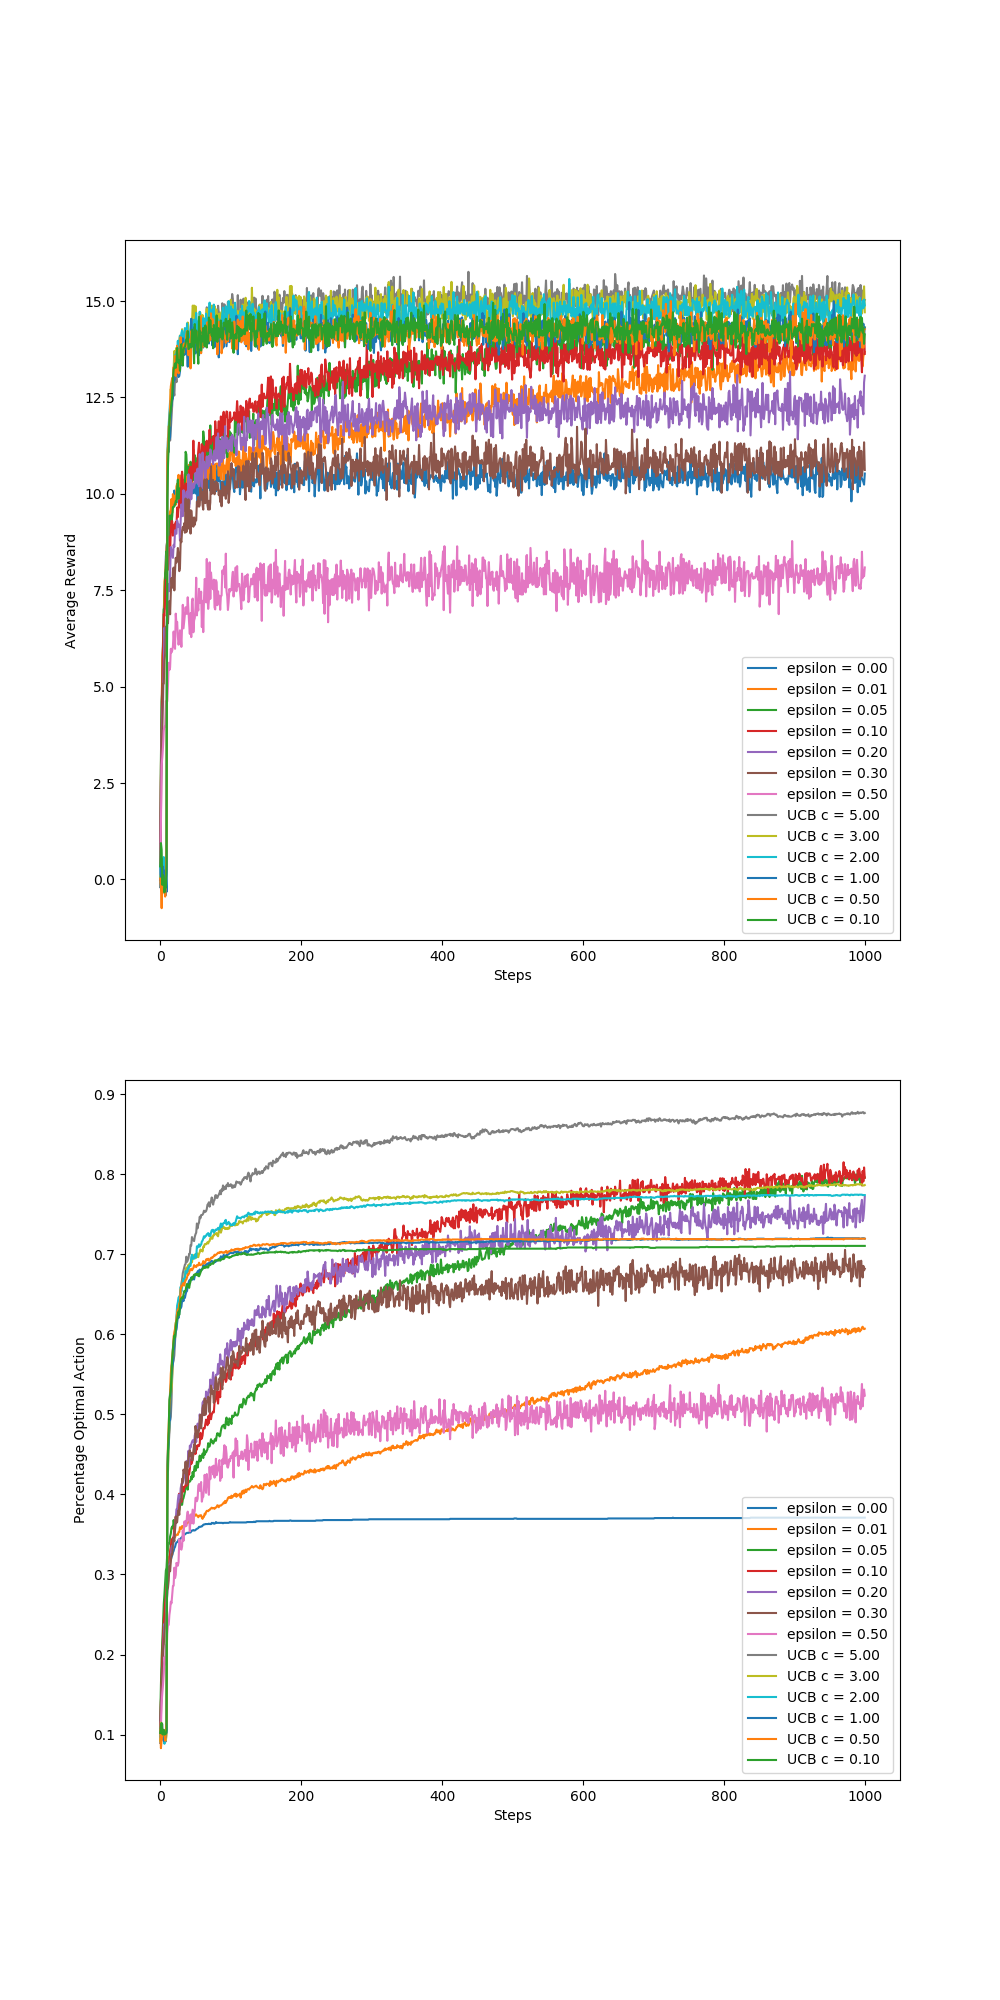 15.0
12.5
10.0
7.5
5.0
2.5
0.0
Average Reward
epsilon = 0.00
epsilon = 0.01
epsilon = 0.05
epsilon = 0.10
epsilon = 0.20
epsilon = 0.30
epsilon = 0.50
UCB c = 5.00
UCB c = 3.00
UCB c = 2.00
UCB c = 1.00
UCB c = 0.50
UCB c = 0.10
0 200 400 600 800 1000
Steps
0.9
0.8
0.7
0.6
0.5
0.4
0.3
0.2
0.1
Percentage Optimal Action
epsilon = 0.00
epsilon = 0.01
epsilon = 0.05
epsilon = 0.10
epsilon = 0.20
epsilon = 0.30
epsilon = 0.50
UCB c = 5.00
UCB c = 3.00
UCB c = 2.00
UCB c = 1.00
UCB c = 0.50
UCB c = 0.10
0 200 400 600 800 1000
Steps